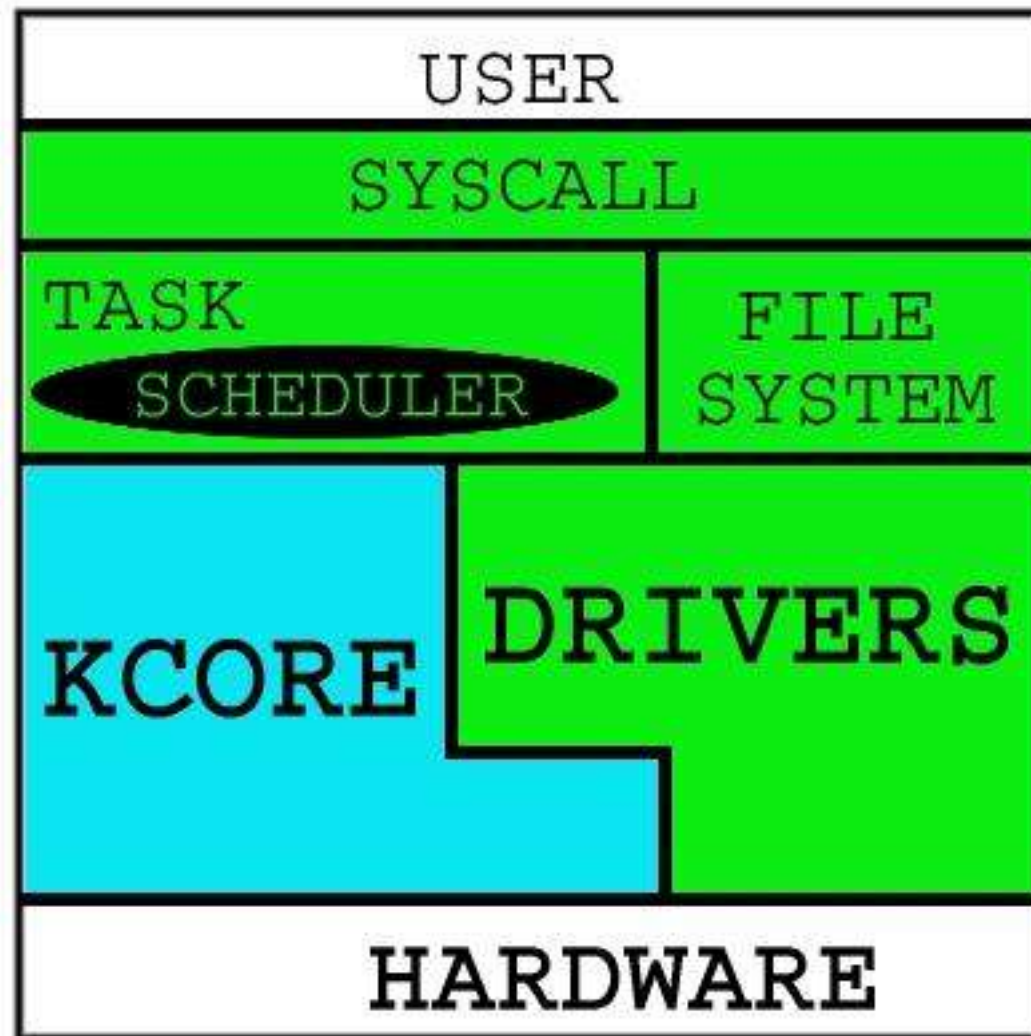 USER
SYSCALL
TASK
SCHEDULER
FILE
SYSTEM
KCORE
DRIVERS
HARDWARE